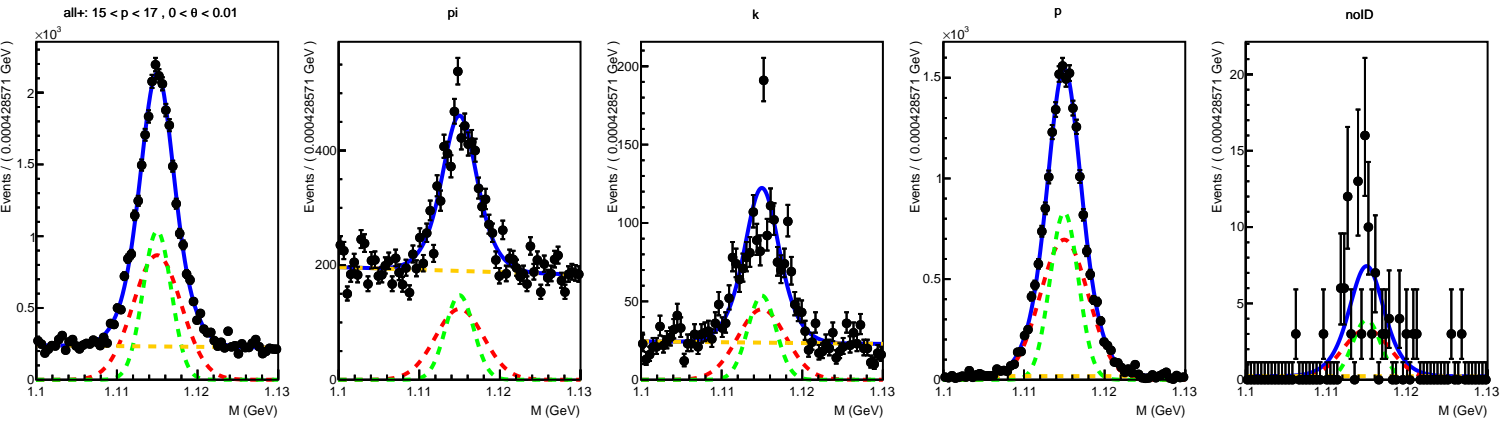 all+: 15 < p < 17 , 0 < θ < 0.01
×10³
Events / ( 0.000428571 GeV )
2
1.5
1
0.5
0
1.1 1.11 1.12 1.13
M (GeV)
pi
Events / ( 0.000428571 GeV )
400
200
0
1.1 1.11 1.12 1.13
M (GeV)
k
Events / ( 0.000428571 GeV )
200
150
100
50
0
1.1 1.11 1.12 1.13
M (GeV)
p
×10³
Events / ( 0.000428571 GeV )
1.5
1
0.5
0
1.1 1.11 1.12 1.13
M (GeV)
noID
Events / ( 0.000428571 GeV )
20
15
10
5
0
1.1 1.11 1.12 1.13
M (GeV)